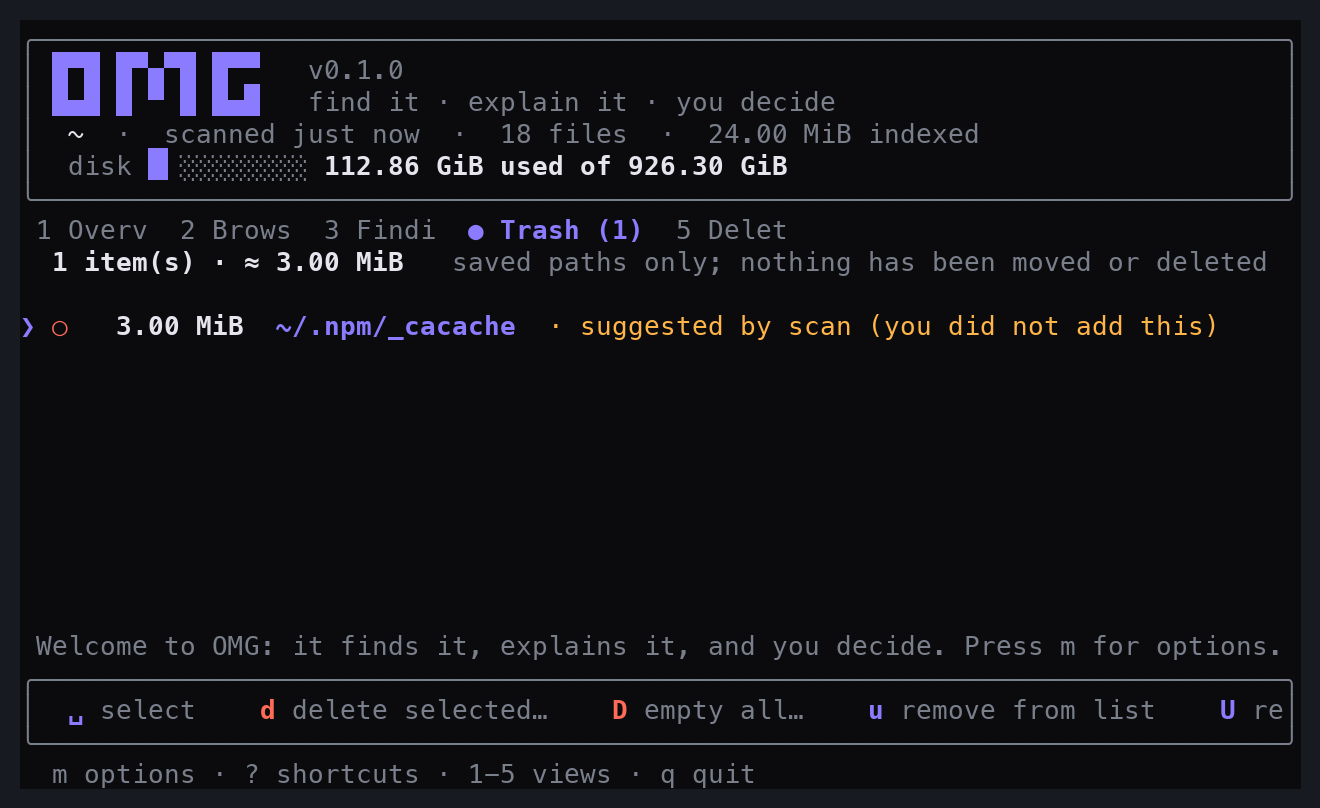 OMG v0.1.0
find it · explain it · you decide
~ · scanned just now · 18 files · 24.00 MiB indexed
disk 112.86 GiB used of 926.30 GiB
1 Overv 2 Brows 3 Findi ● Trash (1) 5 Delet
1 item(s) · ≈ 3.00 MiB saved paths only; nothing has been moved or deleted
❯ ○ 3.00 MiB ~/.npm/_cacache · suggested by scan (you did not add this)
Welcome to OMG: it finds it, explains it, and you decide. Press m for options.
␣ select d delete selected… D empty all… u remove from list U re
m options · ? shortcuts · 1–5 views · q quit